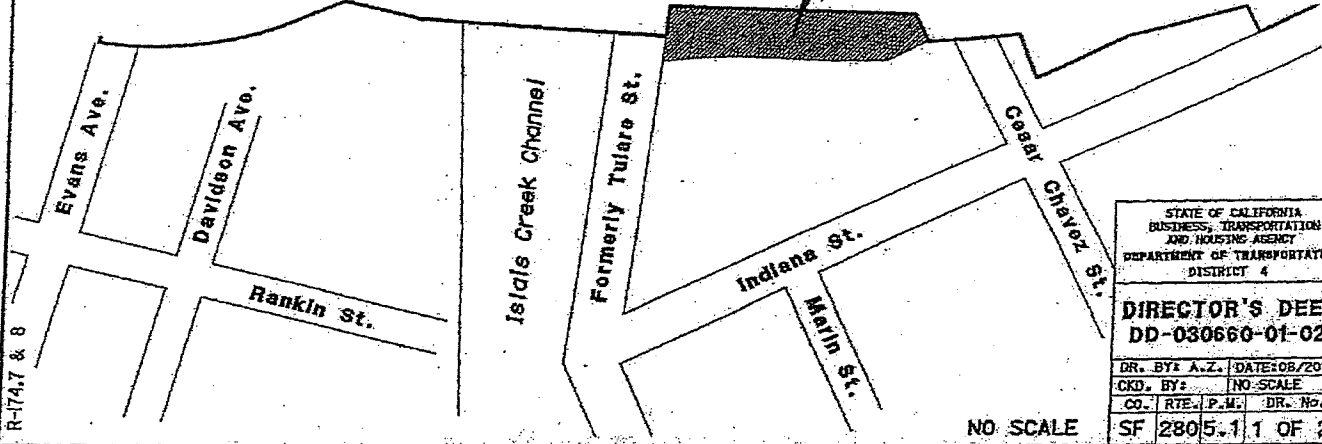 Evans Ave.
Davidson Ave.
Rankin St.
Islais Creek Channel
Formerly Tulare St.
Indiana St.
Marin St.
Cesar Chavez St.
R-174.7 & 8
NO SCALE
STATE OF CALIFORNIA
BUSINESS, TRANSPORTATION
AND HOUSING AGENCY
DEPARTMENT OF TRANSPORTATI
DISTRICT 4
DIRECTOR'S DEE
DD-030660-01-02
DR. BY: A.Z. DATE:08/20
CKD. BY: NO SCALE
CO. RTE. P.M. DR. No.
SF 280 5.1 1 OF 2